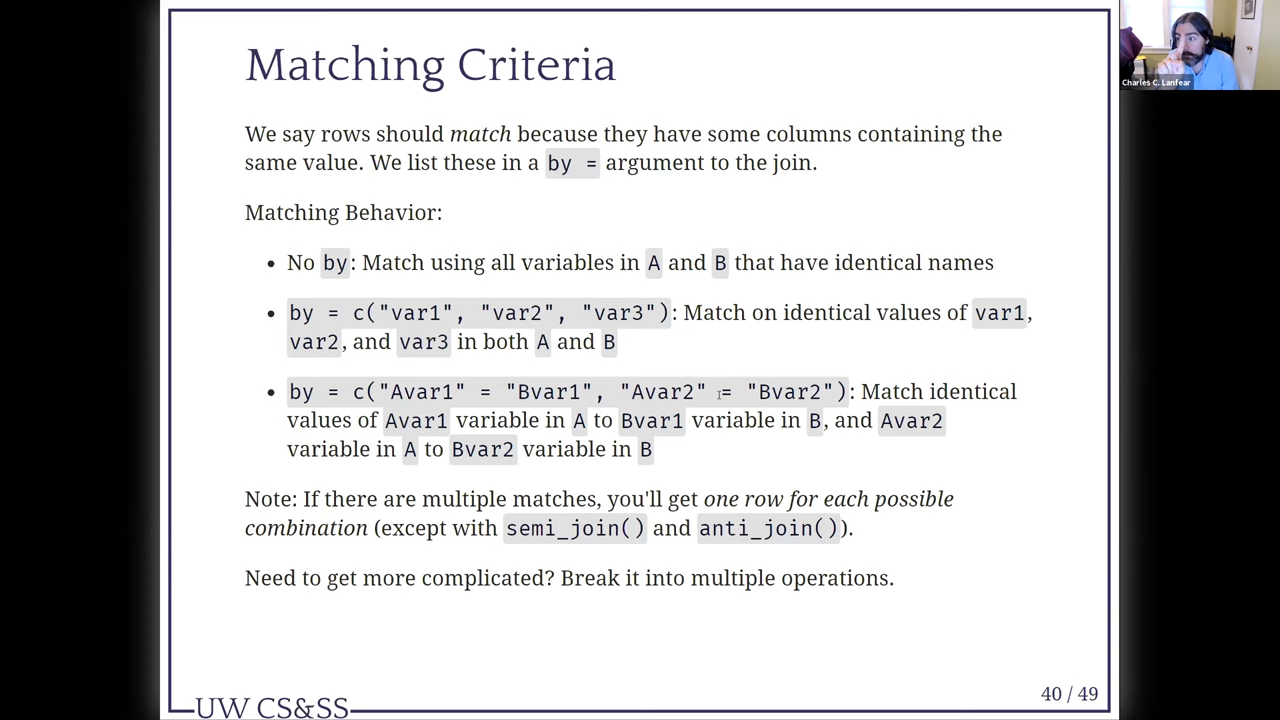 Matching Criteria
Charles C. Lanfear
We say rows should match because they have some columns containing the
same value. We list these in a by = argument to the join.
Matching Behavior:
• No by: Match using all variables in A and B that have identical names
• by = c("var1", "var2", "var3"): Match on identical values of var1,
var2, and var3 in both A and B
• by = c("Avar1" = "Bvar1", "Avar2" = "Bvar2"): Match identical
values of Avar1 variable in A to Bvar1 variable in B, and Avar2
variable in A to Bvar2 variable in B
Note: If there are multiple matches, you'll get one row for each possible
combination (except with semi_join() and anti_join()).
Need to get more complicated? Break it into multiple operations.
40 / 49
UW CS&SS